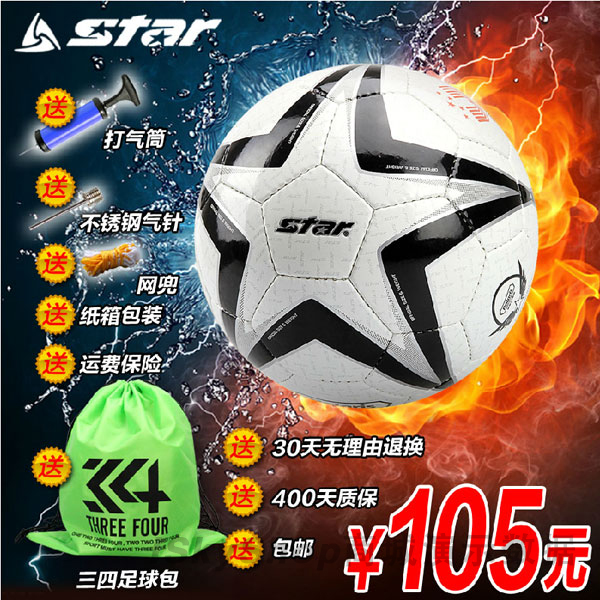 star
送
打气筒
送
不锈钢气针
送
网兜
送
纸箱包装
送
运费保险
star
送
334
THREE FOUR
三四足球包
送
30天无理由退换
送
400天质保
送
包邮
¥105元